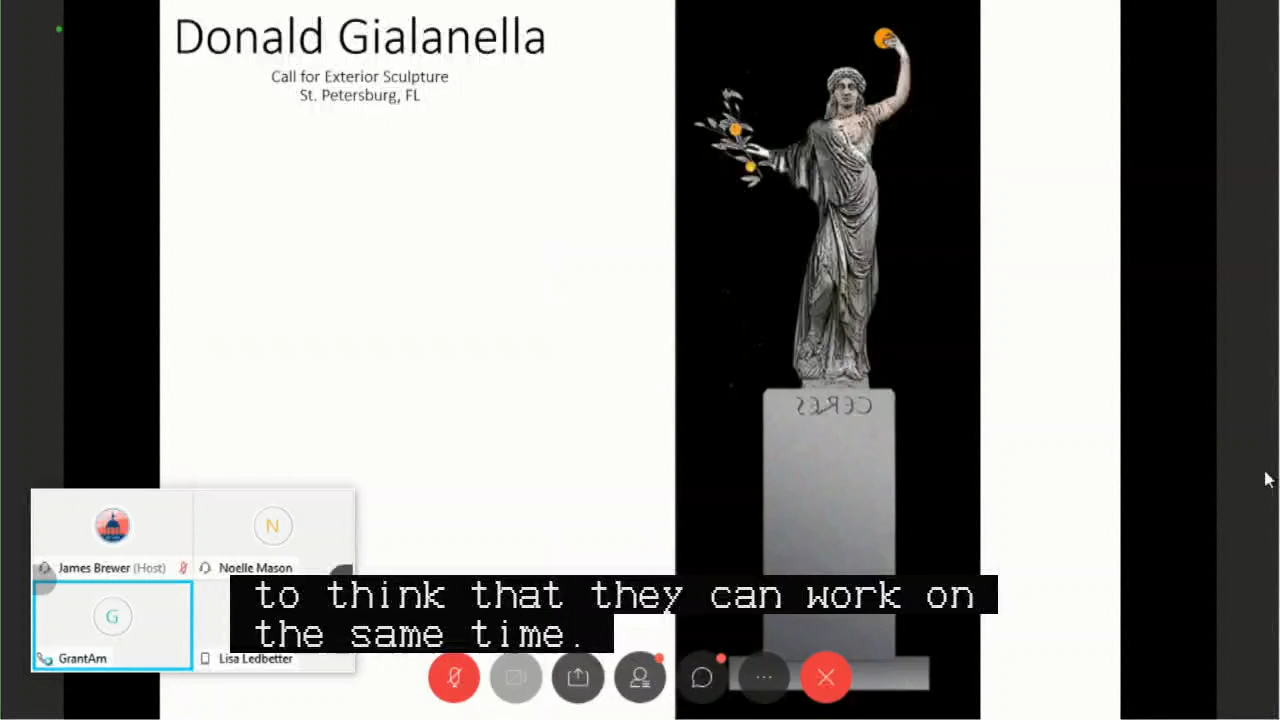 Donald Gialanella
Call for Exterior Sculpture
St. Petersburg, FL
CERES
N
James Brewer (Host)
Noelle Mason
G
GrantAm
Lisa Ledbetter
to think that they can work on
the same time.